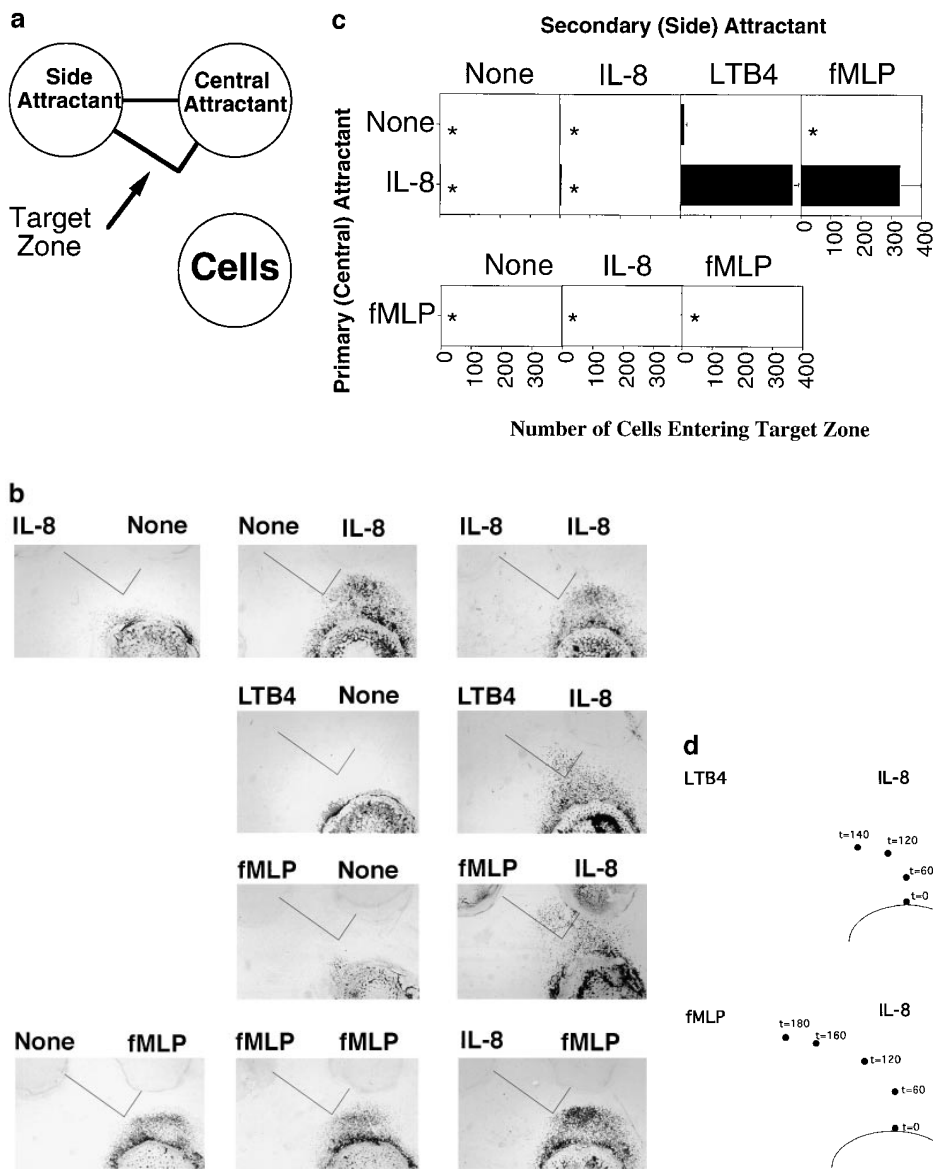 a
Side
Attractant
Central
Attractant
Target
Zone
Cells
c
Secondary (Side) Attractant
Primary (Central) Attractant
None IL-8 LTB4 fMLP
None * * *
IL-8 * *
0 100 200 300 400
None IL-8 fMLP
fMLP * * *
0 100 200 300 0 100 200 300 0 100 200 300 400
Number of Cells Entering Target Zone
b
IL-8 None None IL-8 IL-8 IL-8
LTB4 None LTB4 IL-8
fMLP None fMLP IL-8
None fMLP fMLP fMLP IL-8 fMLP
d
LTB4 IL-8
t=140
t=120
t=60
t=0
fMLP IL-8
t=180
t=160
t=120
t=60
t=0